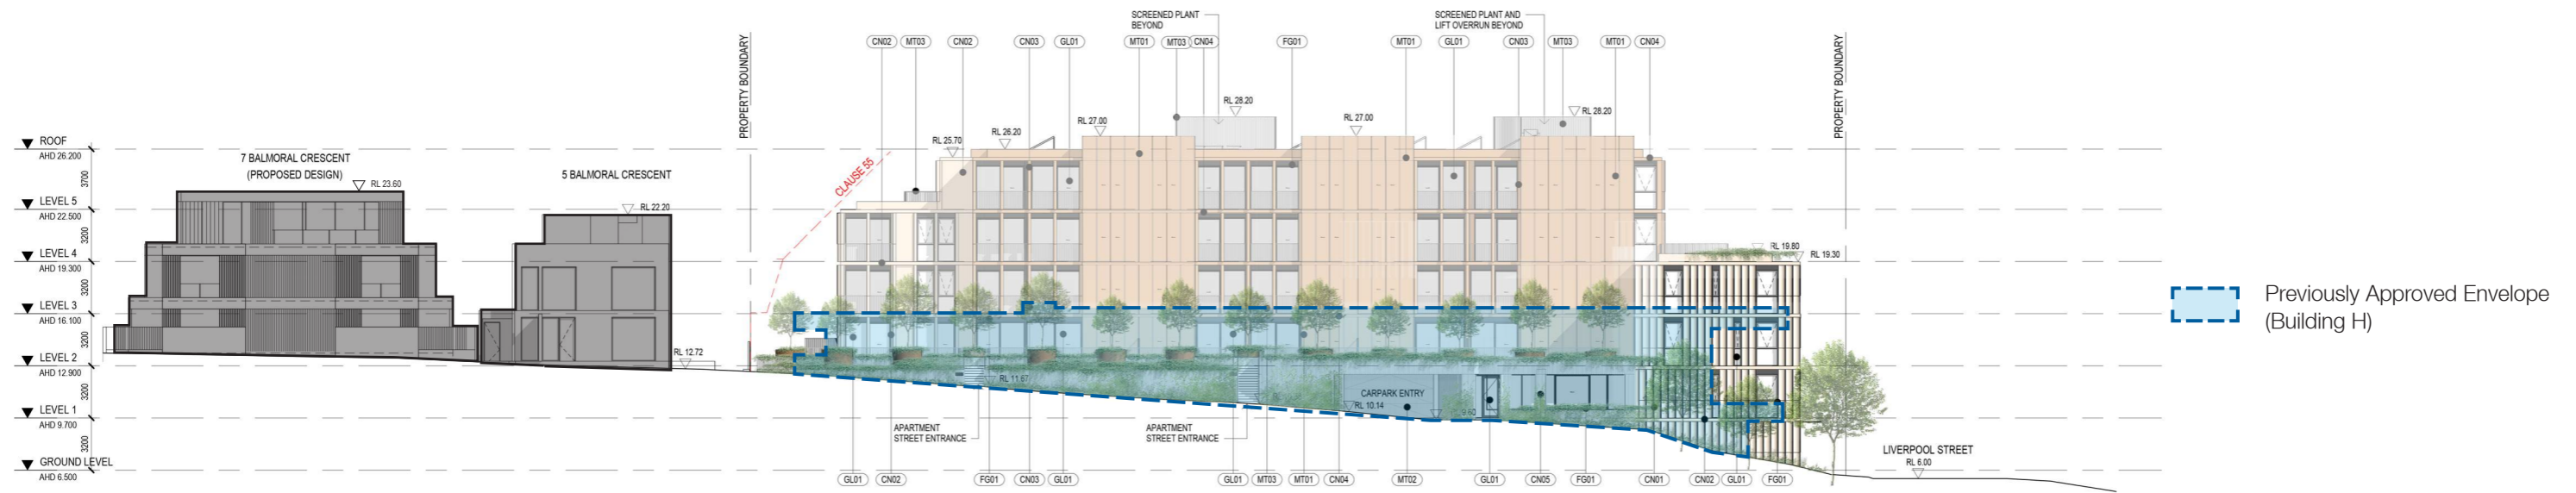 SCREENED PLANT
BEYOND
SCREENED PLANT AND
LIFT OVERRUN BEYOND
PROPERTY BOUNDARY
CN02
MT03
CN02
CN03
GL01
MT01
MT03
CN04
FG01
MT01
GL01
CN03
MT03
MT01
CN04
PROPERTY BOUNDARY
RL 28.20
RL 28.20
RL 27.00
RL 27.00
RL 26.20
RL 25.70
ROOF
AHD 26.200
3700
7 BALMORAL CRESCENT
(PROPOSED DESIGN)
RL 23.60
5 BALMORAL CRESCENT
RL 22.20
CLAUSE 55
LEVEL 5
AHD 22.500
3200
LEVEL 4
AHD 19.300
3200
RL 19.80
RL 19.30
LEVEL 3
AHD 16.100
3200
Previously Approved Envelope
(Building H)
LEVEL 2
AHD 12.900
3200
RL 12.72
RL 11.67
CARPARK ENTRY
RL 10.14
LEVEL 1
AHD 9.700
3200
APARTMENT
STREET ENTRANCE
APARTMENT
STREET ENTRANCE
GROUND LEVEL
AHD 6.500
LIVERPOOL STREET
RL 6.00
GL01
CN02
FG01
CN03
GL01
GL01
MT03
MT01
CN04
MT02
GL01
CN05
FG01
CN01
CN02
GL01
FG01